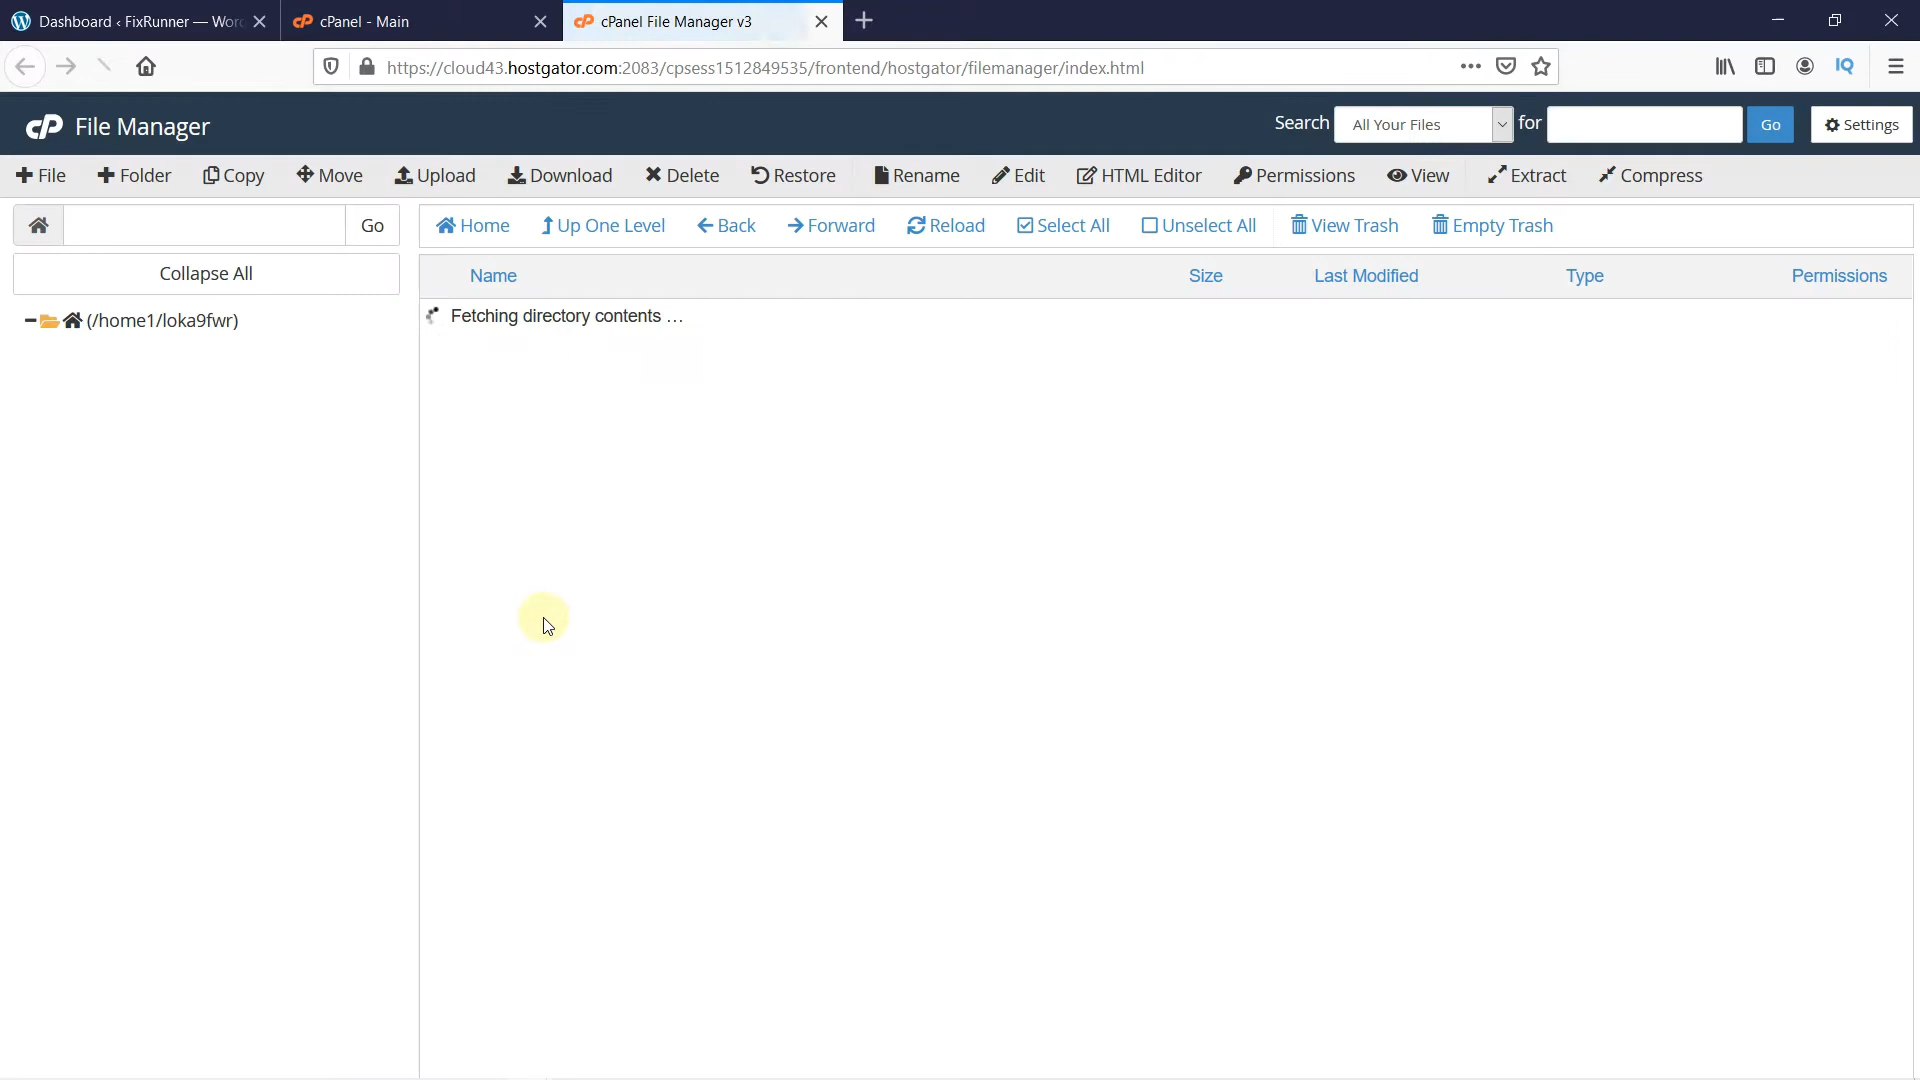 Dashboard ‹ FixRunner — Wor
cPanel - Main
cPanel File Manager v3
https://cloud43.hostgator.com:2083/cpsess1512849535/frontend/hostgator/filemanager/index.html
IQ
cP File Manager
Search All Your Files for Go Settings
File Folder Copy Move Upload Download Delete Restore Rename Edit HTML Editor Permissions View Extract Compress
Go
Home Up One Level Back Forward Reload Select All Unselect All View Trash Empty Trash
Collapse All
Name Size Last Modified Type Permissions
(/home1/loka9fwr)
Fetching directory contents ...